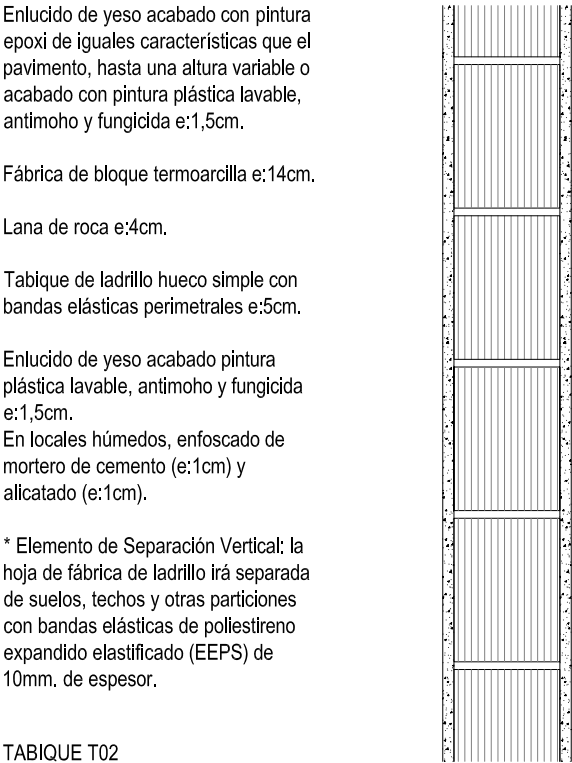 Enlucido de yeso acabado con pintura
epoxi de iguales características que el
pavimento, hasta una altura variable o
acabado con pintura plástica lavable,
antimoho y fungicida e:1,5cm.
Fábrica de bloque termoarcilla e:14cm.
Lana de roca e:4cm.
Tabique de ladrillo hueco simple con
bandas elásticas perimetrales e:5cm.
Enlucido de yeso acabado pintura
plástica lavable, antimoho y fungicida
e:1,5cm.
En locales húmedos, enfoscado de
mortero de cemento (e:1cm) y
alicatado (e:1cm).
* Elemento de Separación Vertical: la
hoja de fábrica de ladrillo irá separada
de suelos, techos y otras particiones
con bandas elásticas de poliestireno
expandido elastificado (EEPS) de
10mm. de espesor.
TABIQUE T02